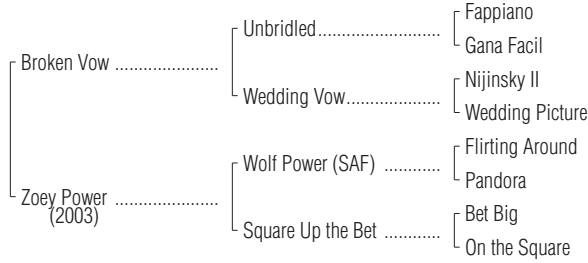 Fappiano
Unbridled........................
Gana Facil
Broken Vow ....................
Nijinsky II
Wedding Vow..................
Wedding Picture
Flirting Around
Wolf Power (SAF) ...........
Pandora
Zoey Power ....................
(2003)
Bet Big
Square Up the Bet ...........
On the Square